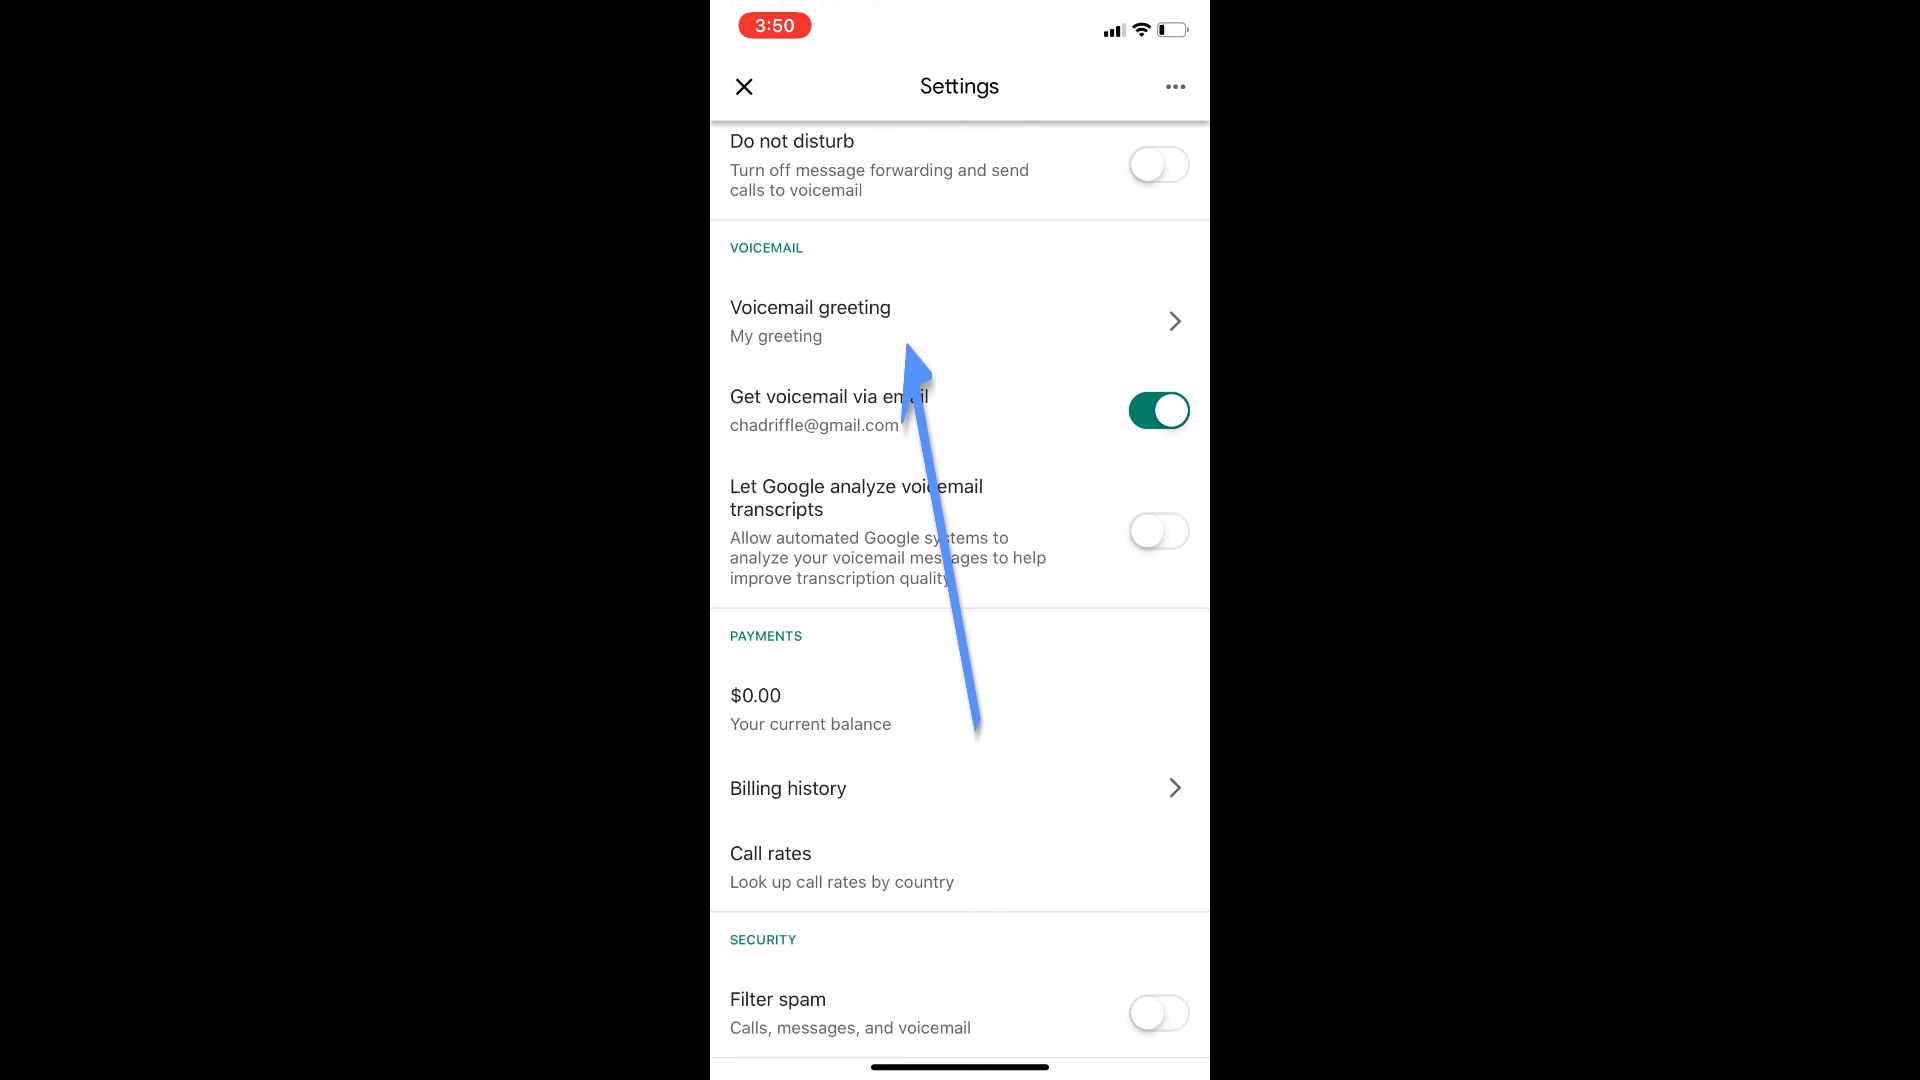 3:50
Settings
Do not disturb
Turn off message forwarding and send
calls to voicemail
VOICEMAIL
Voicemail greeting
My greeting
Get voicemail via email
chadriffle@gmail.com
Let Google analyze voicemail
transcripts
Allow automated Google systems to
analyze your voicemail messages to help
improve transcription quality
PAYMENTS
$0.00
Your current balance
Billing history
Call rates
Look up call rates by country
SECURITY
Filter spam
Calls, messages, and voicemail